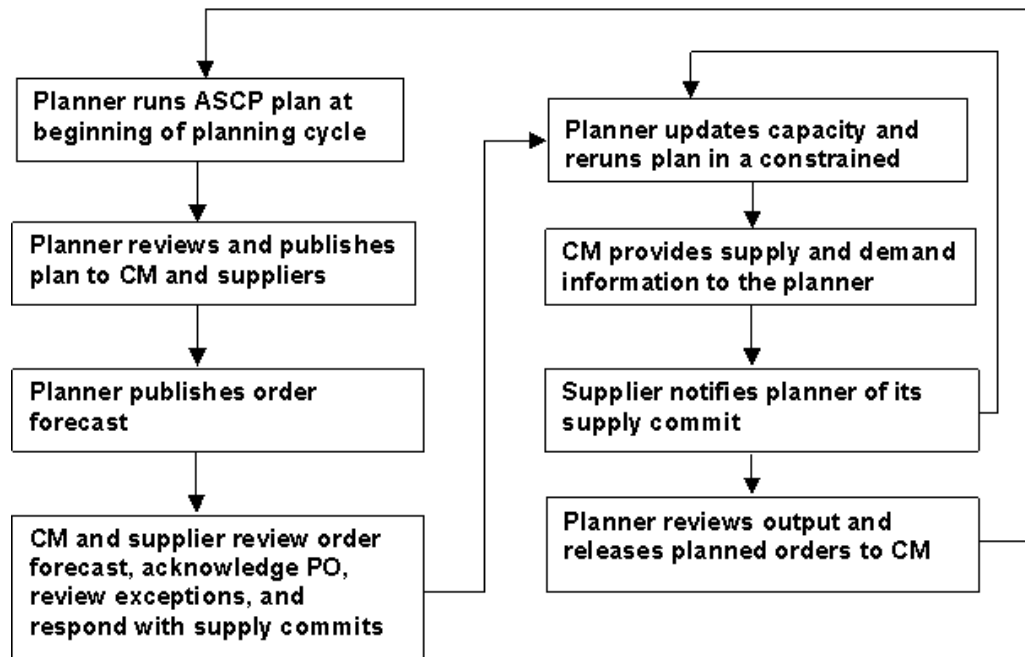 Planner runs ASCP plan at
beginning of planning cycle
Planner reviews and publishes
plan to CM and suppliers
Planner publishes order
forecast
CM and supplier review order
forecast, acknowledge PO,
review exceptions, and
respond with supply commits
Planner updates capacity and
reruns plan in a constrained
CM provides supply and demand
information to the planner
Supplier notifies planner of its
supply commit
Planner reviews output and
releases planned orders to CM